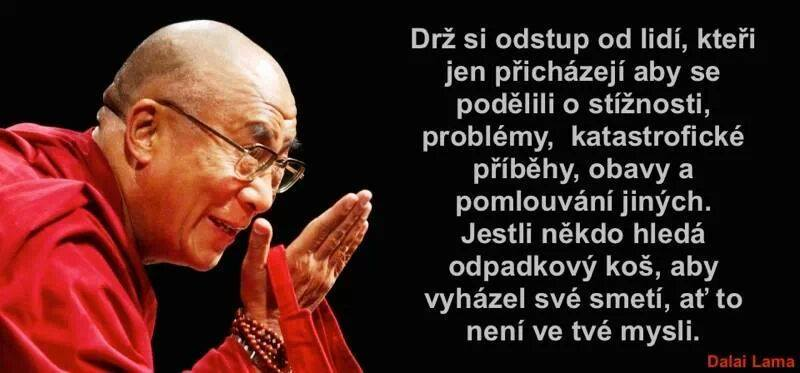 Drž si odstup od lidí, kteři
jen přicházejí aby se
podělili o stížnosti,
problémy,  katastrofické
příběhy, obavy a
pomlouvání jiných.
Jestli někdo hledá
odpadkový koš, aby
vyházel své smetí, ať to
není ve tvé mysli.
Dalai Lama